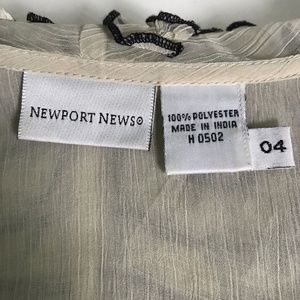 NEWPORT NEWS®
100% POLYESTER
MADE IN INDIA
H 0502
04